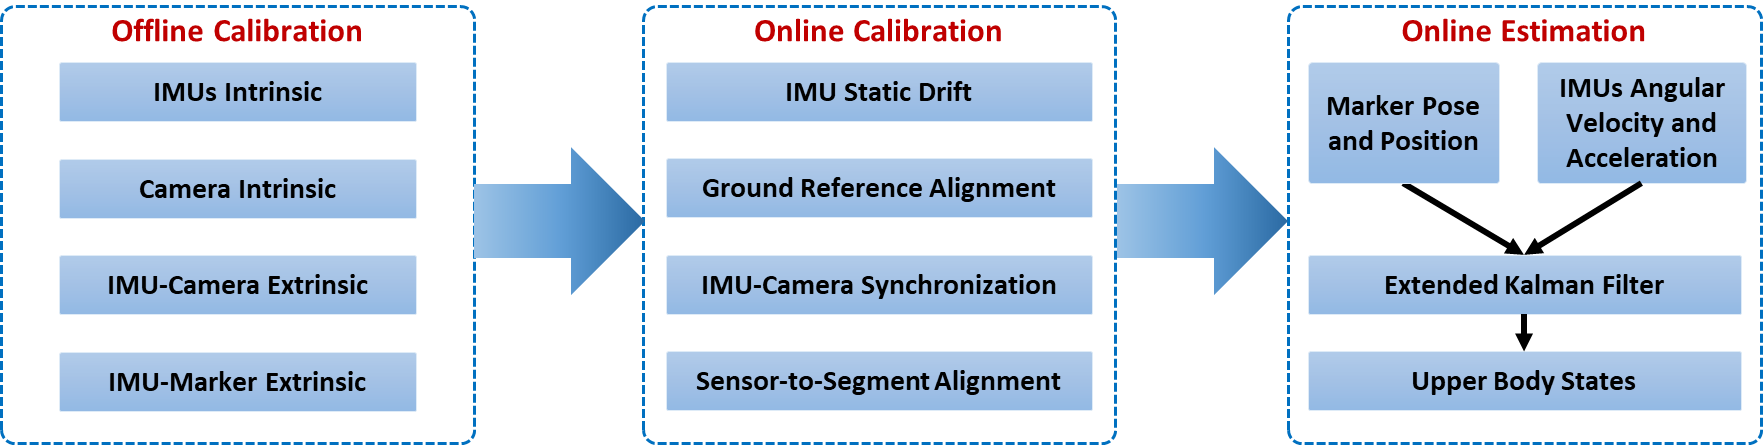 Offline Calibration
IMUs Intrinsic
Camera Intrinsic
IMU-Camera Extrinsic
IMU-Marker Extrinsic
Online Calibration
IMU Static Drift
Ground Reference Alignment
IMU-Camera Synchronization
Sensor-to-Segment Alignment
Online Estimation
Marker Pose
and Position
IMUs Angular
Velocity and
Acceleration
Extended Kalman Filter
Upper Body States